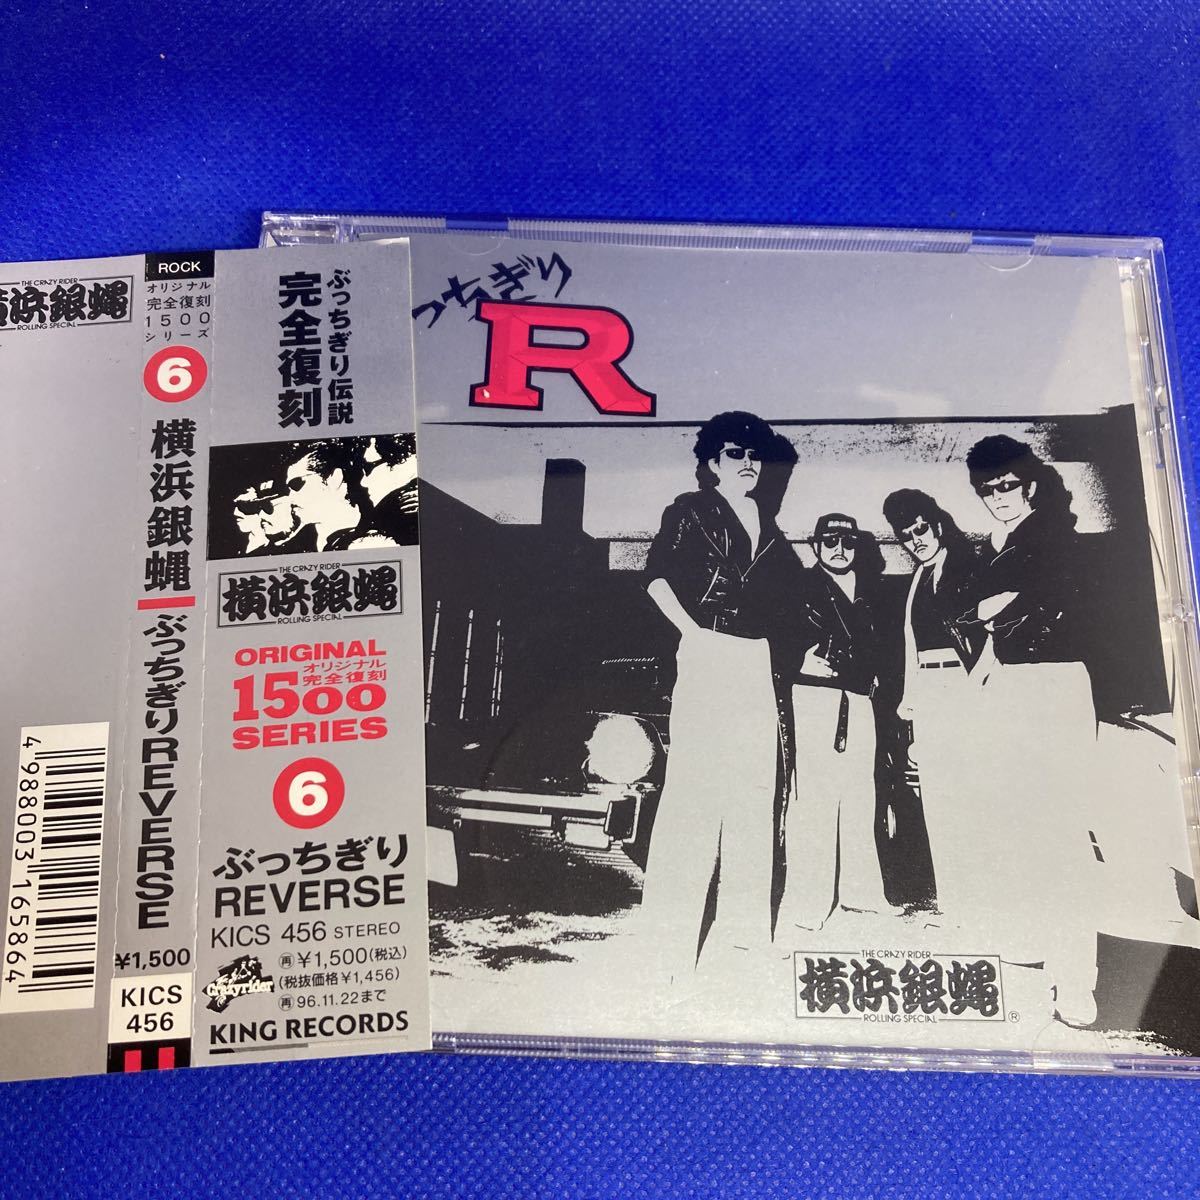 THE CRAZY RIDER
横浜銀蝿
ROLLING SPECIAL
4 988003 165864
ROCK
オリジナル
完全復刻
1500
シリーズ
6
横浜銀蝿
ぶっちぎりREVERSE
¥1,500
KICS
456
ぶっちぎり伝説
完全復刻
THE CRAZY RIDER
横浜銀蝿
ROLLING SPECIAL
ORIGINAL
オリジナル
完全復刻
1500
SERIES
6
ぶっちぎり
REVERSE
KICS 456 STEREO
再¥1,500(税込)
(税抜価格¥1,456)
再96.11.22まで
Crazyrider
KING RECORDS
っちぎり
R
continental
THE CRAZY RIDER
横浜銀蝿
ROLLING SPECIAL
®